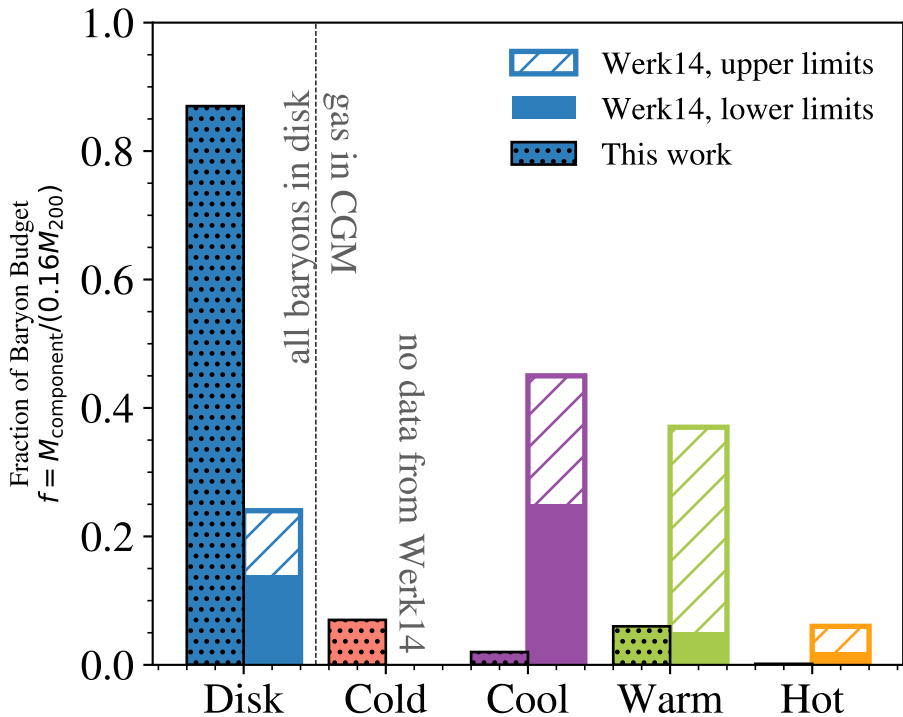 1.0
0.8
0.6
0.4
0.2
0.0
Fraction of Baryon Budget
f = M_component/(0.16M_200)
all baryons in disk
gas in CGM
no data from Werk14
Werk14, upper limits
Werk14, lower limits
This work
Disk
Cold
Cool
Warm
Hot